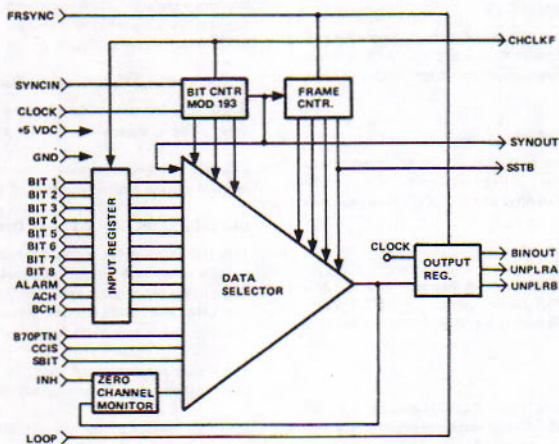 FRSYNC
CHCLKF
SYNCIN
BIT CNTR
MOD 193
FRAME
CNTR.
CLOCK
+5 VDC
SYNOUT
GND
SSTB
BIT 1
BIT 2
BIT 3
BIT 4
BIT 5
BIT 6
BIT 7
BIT 8
ALARM
ACH
BCH
INPUT REGISTER
DATA
SELECTOR
CLOCK
OUTPUT
REG.
BINOUT
UNPLRA
UNPLRB
B70PTN
CCIS
SBIT
INH
ZERO
CHANNEL
MONITOR
LOOP